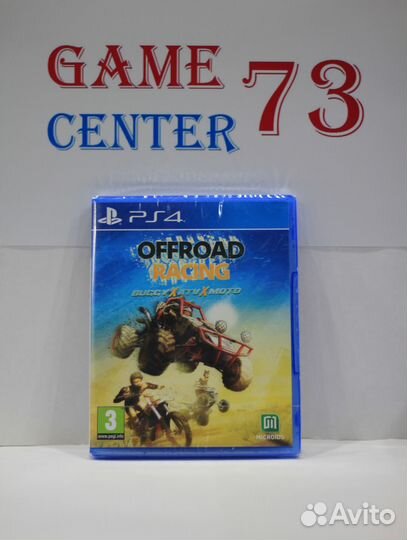 GAME
CENTER 73
PS4
OFFROAD
RACING
BUGGY X ATV X MOTO
3
www.pegi.info
MICROIDS
Avito